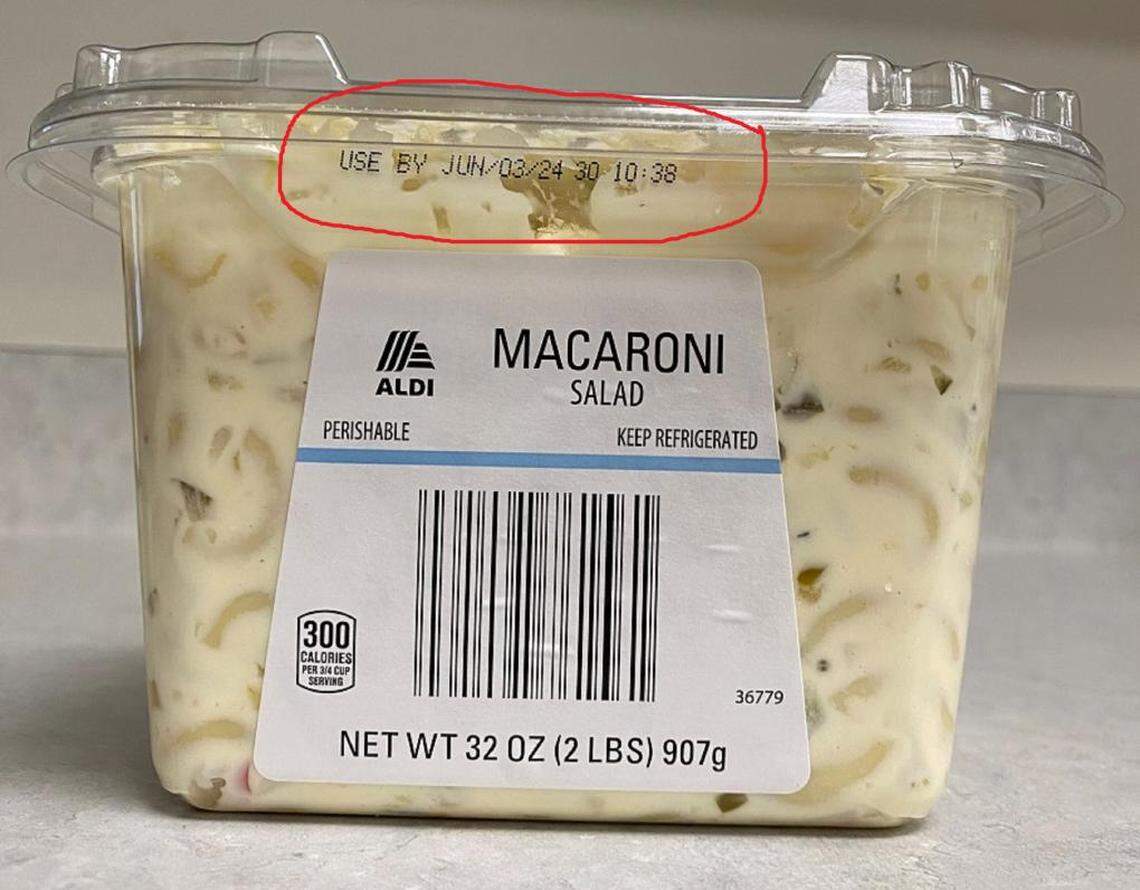 USE BY JUN/03/24 30 10:38
ALDI
MACARONI
SALAD
PERISHABLE
KEEP REFRIGERATED
300
CALORIES
PER 3/4 CUP
SERVING
36779
NET WT 32 OZ (2 LBS) 907g